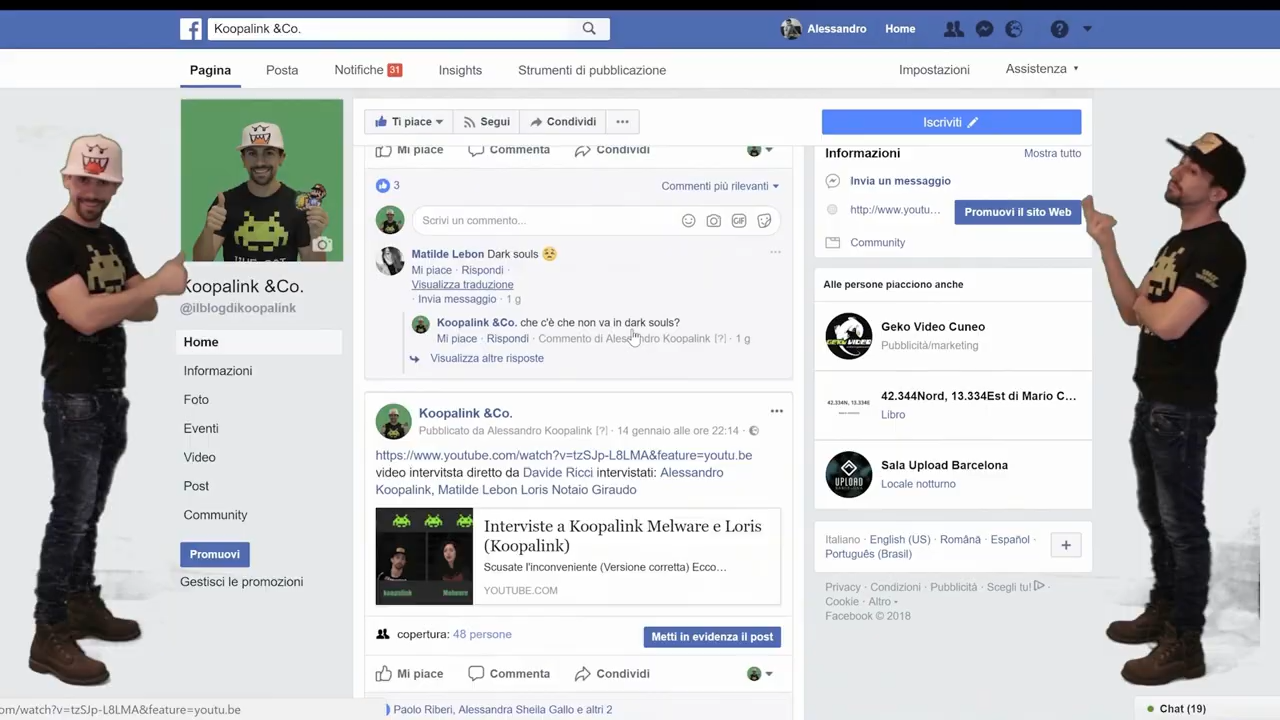 Koopalink &Co.
Alessandro
Home
Pagina
Posta
Notifiche 31
Insights
Strumenti di pubblicazione
Impostazioni
Assistenza
Koopalink &Co.
@ilblogdikoopalink
Home
Informazioni
Foto
Eventi
Video
Post
Community
Promuovi
Gestisci le promozioni
Ti piace
Segui
Condividi
Mi piace
Commenta
Condividi
3
Commenti più rilevanti
Scrivi un commento...
GIF
Matilde Lebon Dark souls 😥
Mi piace · Rispondi ·
Visualizza traduzione
· Invia messaggio · 1 g
Koopalink &Co. che c'è che non va in dark souls?
Mi piace · Rispondi · Commento di Alessandro Koopalink [?] · 1 g
Visualizza altre risposte
Koopalink &Co.
Pubblicato da Alessandro Koopalink [?] · 14 gennaio alle ore 22:14 ·
https://www.youtube.com/watch?v=tzSJp-L8LMA&feature=youtu.be
video intervitsta diretto da Davide Ricci intervistati: Alessandro
Koopalink, Matilde Lebon Loris Notaio Giraudo
koopalink
Malware
Interviste a Koopalink Melware e Loris
(Koopalink)
Scusate l'inconveniente (Versione corretta) Ecco...
YOUTUBE.COM
copertura: 48 persone
Metti in evidenza il post
Mi piace
Commenta
Condividi
Paolo Riberi, Alessandra Sheila Gallo e altri 2
Iscriviti
Informazioni
Mostra tutto
Invia un messaggio
http://www.youtu...
Promuovi il sito Web
Community
Alle persone piacciono anche
Geko Video Cuneo
Pubblicità/marketing
42.344Nord, 13.334Est di Mario C...
Libro
UPLOAD
Sala Upload Barcelona
Locale notturno
Italiano · English (US) · Română · Español ·
Português (Brasil)
Privacy · Condizioni · Pubblicità · Scegli tu! ·
Cookie · Altro
Facebook © 2018
om/watch?v=tzSJp-L8LMA&feature=youtu.be
Chat (19)